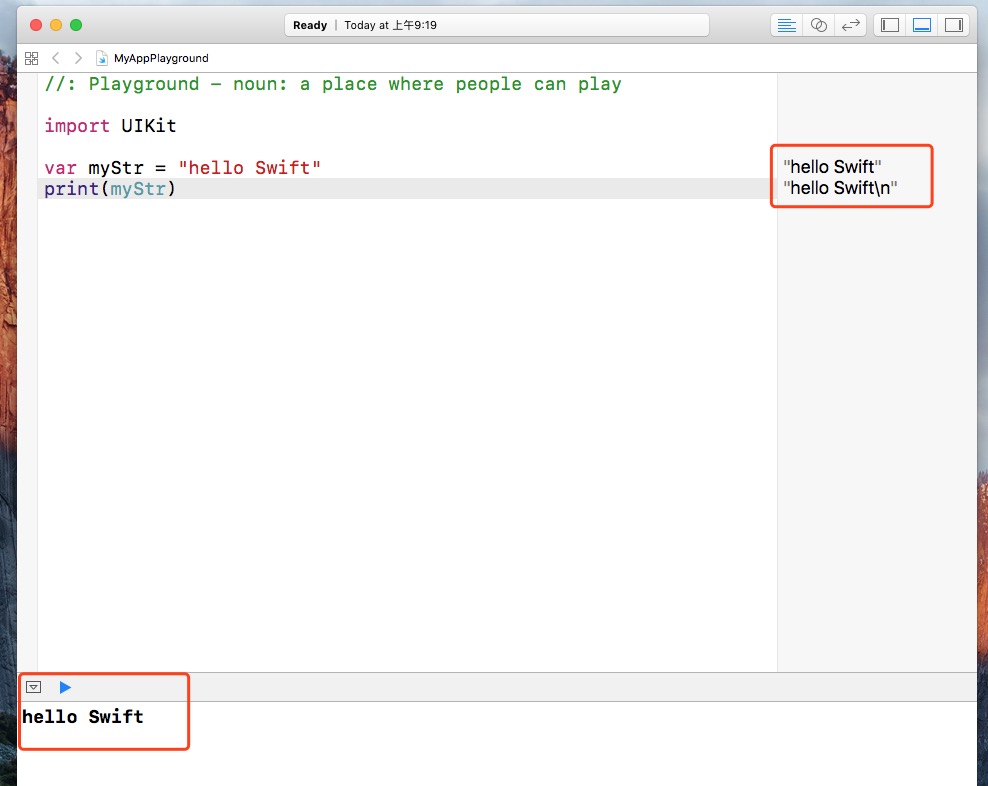 Ready | Today at 上午9:19
MyAppPlayground
//: Playground – noun: a place where people can play
import UIKit
var myStr = "hello Swift"
"hello Swift"
print(myStr)
"hello Swift\n"
hello Swift